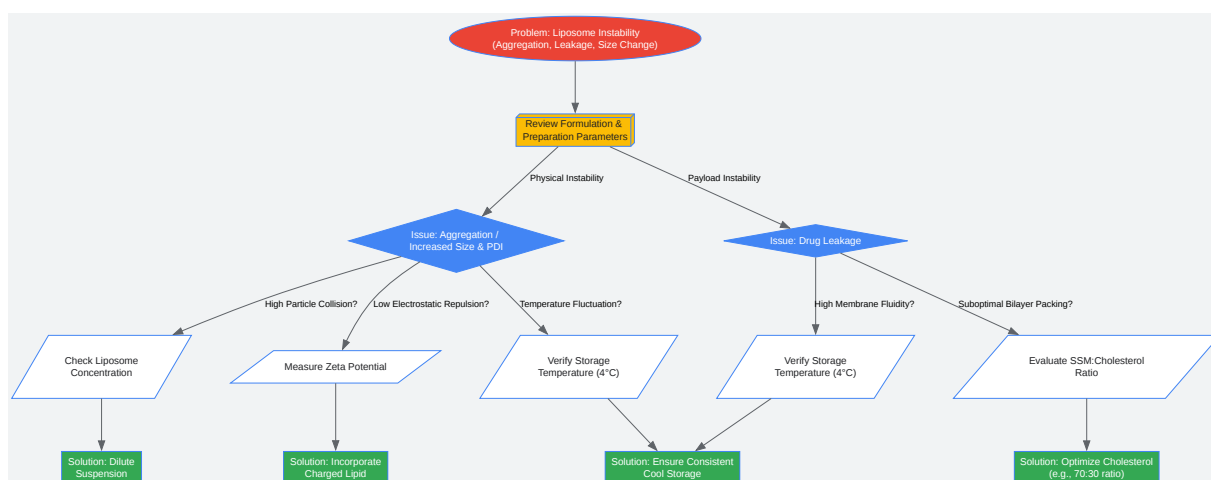 Problem: Liposome Instability
(Aggregation, Leakage, Size Change)
Review Formulation &
Preparation Parameters
Physical Instability
Payload Instability
Issue: Aggregation /
Increased Size & PDI
Issue: Drug Leakage
High Particle Collision?
Low Electrostatic Repulsion?
Temperature Fluctuation?
High Membrane Fluidity?
Suboptimal Bilayer Packing?
Check Liposome
Concentration
Measure Zeta Potential
Verify Storage
Temperature (4°C)
Verify Storage
Temperature (4°C)
Evaluate SSM:Cholesterol
Ratio
Solution: Dilute
Suspension
Solution: Incorporate
Charged Lipid
Solution: Ensure Consistent
Cool Storage
Solution: Optimize Cholesterol
(e.g., 70:30 ratio)